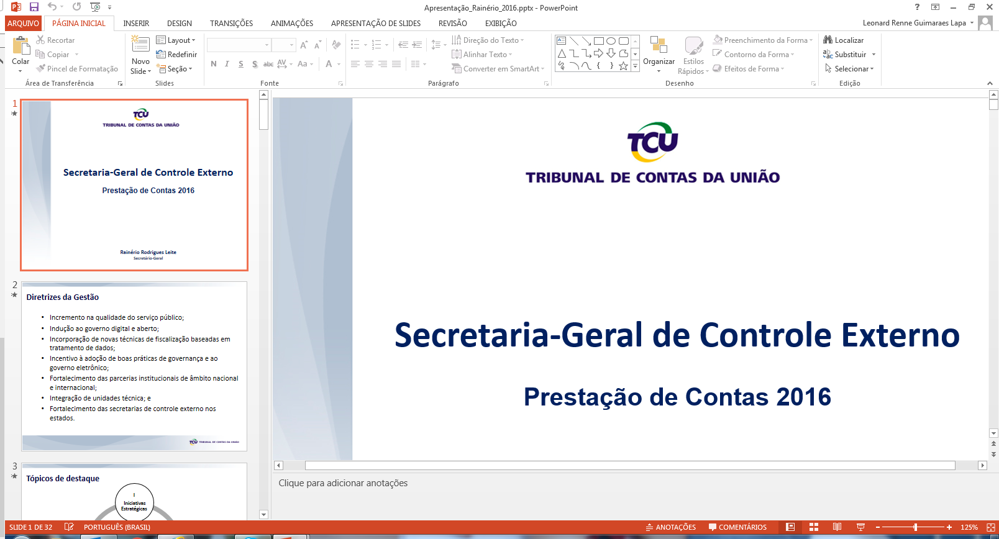 Apresentação_Rainério_2016.pptx - PowerPoint
?
ARQUIVO PÁGINA INICIAL INSERIR DESIGN TRANSIÇÕES ANIMAÇÕES APRESENTAÇÃO DE SLIDES REVISÃO EXIBIÇÃO
Leonard Renne Guimaraes Lapa
Colar
Recortar
Copiar
Pincel de Formatação
Área de Transferência
Novo
Slide
Layout
Redefinir
Seção
Slides
N I S S abc AV Aa A
Fonte
Direção do Texto
Alinhar Texto
Converter em SmartArt
Parágrafo
Organizar
Estilos
Rápidos
Preenchimento da Forma
Contorno da Forma
Efeitos de Forma
Desenho
Localizar
Substituir
Selecionar
Edição
1
TCU
TRIBUNAL DE CONTAS DA UNIÃO
Secretaria-Geral de Controle Externo
Prestação de Contas 2016
Rainério Rodrigues Leite
Secretário-Geral
2
Diretrizes da Gestão
• Incremento na qualidade do serviço público;
• Indução ao governo digital e aberto;
• Incorporação de novas técnicas de fiscalização baseadas em
tratamento de dados;
• Incentivo à adoção de boas práticas de governança e ao
governo eletrônico;
• Fortalecimento das parcerias institucionais de âmbito nacional
e internacional;
• Integração de unidades técnica; e
• Fortalecimento das secretarias de controle externo nos
estados.
TCU TRIBUNAL DE CONTAS DA UNIÃO
3
Tópicos de destaque
I
Iniciativas
Estratégicas
TCU
TRIBUNAL DE CONTAS DA UNIÃO
Secretaria-Geral de Controle Externo
Prestação de Contas 2016
Clique para adicionar anotações
SLIDE 1 DE 32 PORTUGUÊS (BRASIL) ANOTAÇÕES COMENTÁRIOS 125%